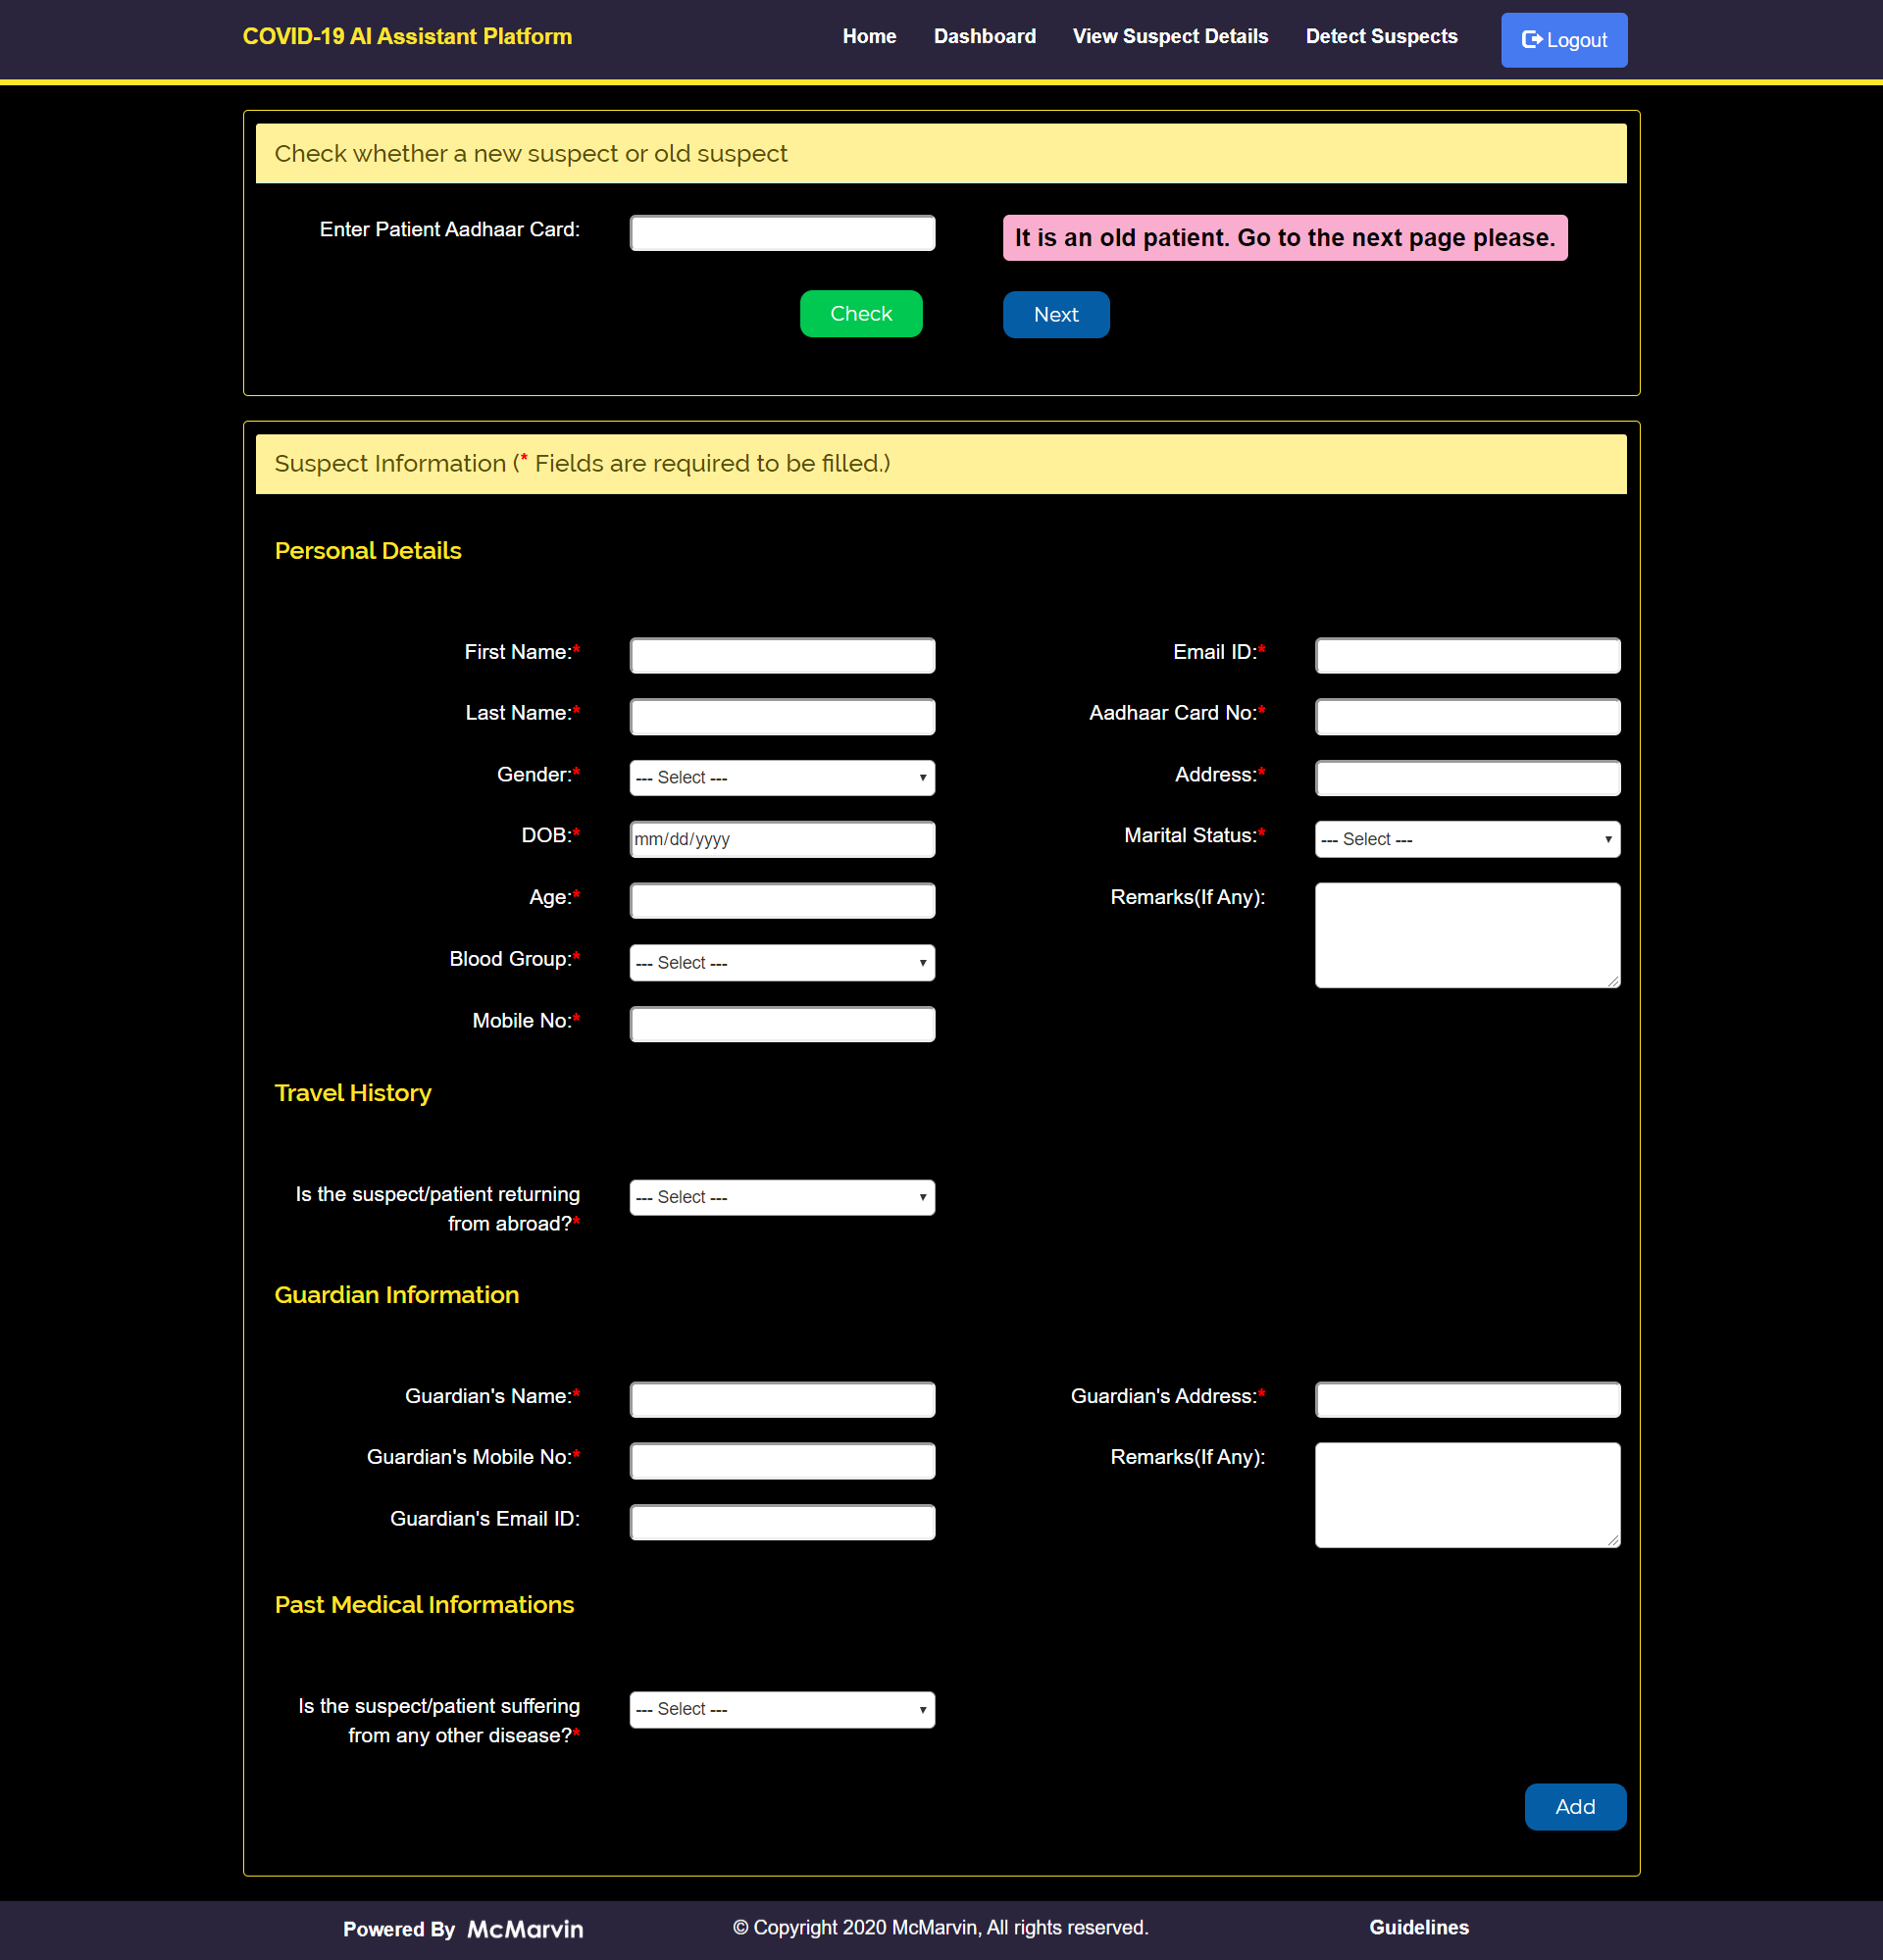 COVID-19 AI Assistant Platform
Home Dashboard View Suspect Details Detect Suspects Logout
Check whether a new suspect or old suspect
Enter Patient Aadhaar Card:
It is an old patient. Go to the next page please.
Check Next
Suspect Information (* Fields are required to be filled.)
Personal Details
First Name:* Email ID:*
Last Name:* Aadhaar Card No:*
Gender:* --- Select --- Address:*
DOB:* mm/dd/yyyy Marital Status:* --- Select ---
Age:* Remarks(If Any):
Blood Group:* --- Select ---
Mobile No:*
Travel History
Is the suspect/patient returning --- Select ---
from abroad?*
Guardian Information
Guardian's Name:* Guardian's Address:*
Guardian's Mobile No:* Remarks(If Any):
Guardian's Email ID:
Past Medical Informations
Is the suspect/patient suffering --- Select ---
from any other disease?*
Add
Powered By McMarvin © Copyright 2020 McMarvin, All rights reserved. Guidelines